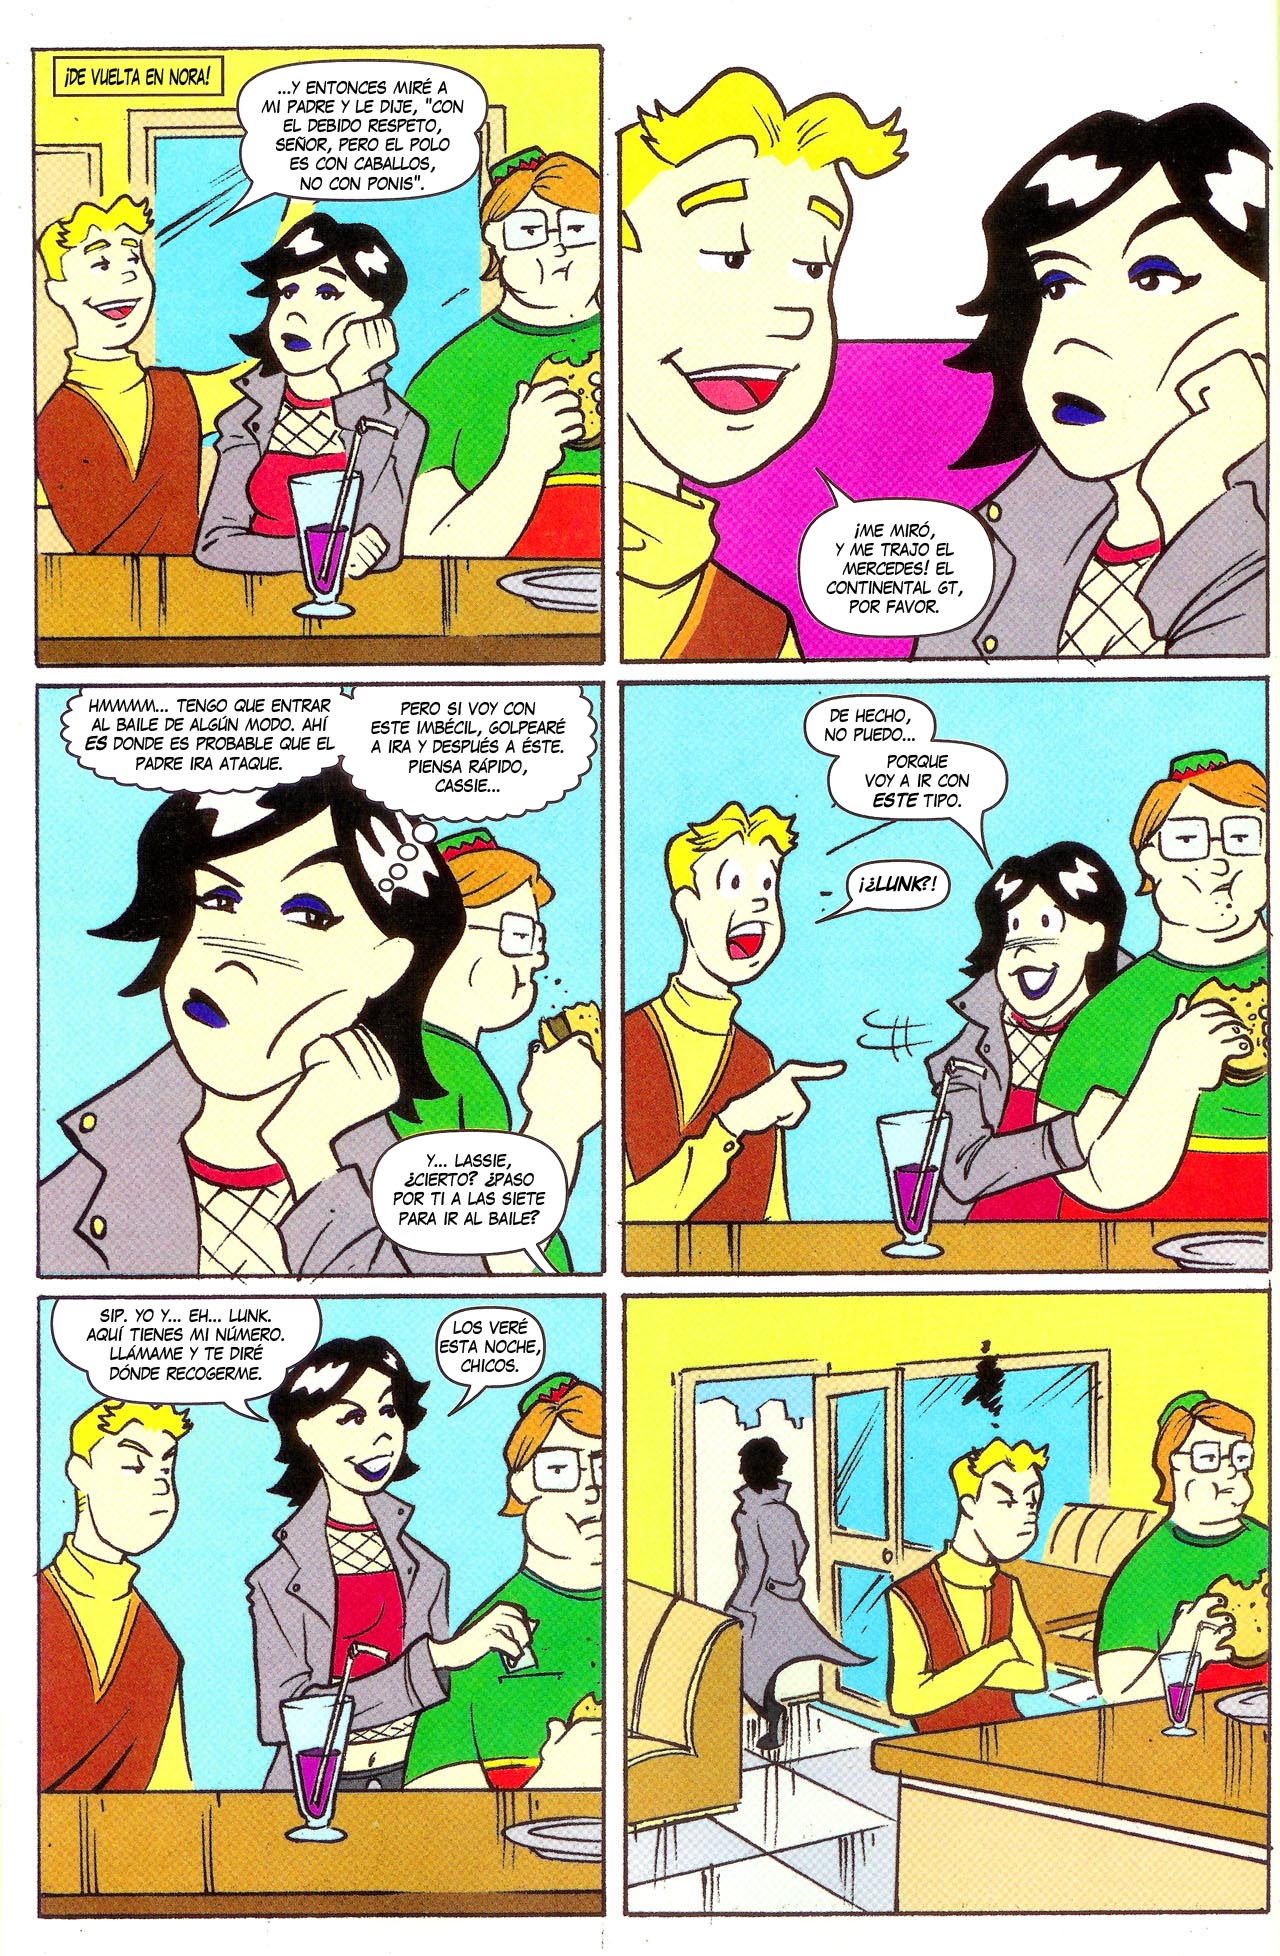 ¡DE VUELTA EN NORA!
...Y ENTONCES MIRÉ A
MI PADRE Y LE DIJE, "CON
EL DEBIDO RESPETO,
SEÑOR, PERO EL POLO
ES CON CABALLOS,
NO CON PONIS".
¡ME MIRÓ,
Y ME TRAJO EL
MERCEDES! EL
CONTINENTAL GT,
POR FAVOR.
HMMMM... TENGO QUE ENTRAR
AL BAILE DE ALGÚN MODO. AHÍ
ES DONDE ES PROBABLE QUE EL
PADRE IRA ATAQUE.
PERO SI VOY CON
ESTE IMBÉCIL, GOLPEARÉ
A IRA Y DESPUÉS A ÉSTE.
PIENSA RÁPIDO,
CASSIE...
Y... LASSIE,
¿CIERTO? ¿PASO
POR TI A LAS SIETE
PARA IR AL BAILE?
DE HECHO,
NO PUEDO...
PORQUE
VOY A IR CON
ESTE TIPO.
¡¿LUNK?!
SIP. YO Y... EH... LUNK.
AQUÍ TIENES MI NÚMERO.
LLÁMAME Y TE DIRÉ
DÓNDE RECOGERME.
LOS VERÉ
ESTA NOCHE,
CHICOS.